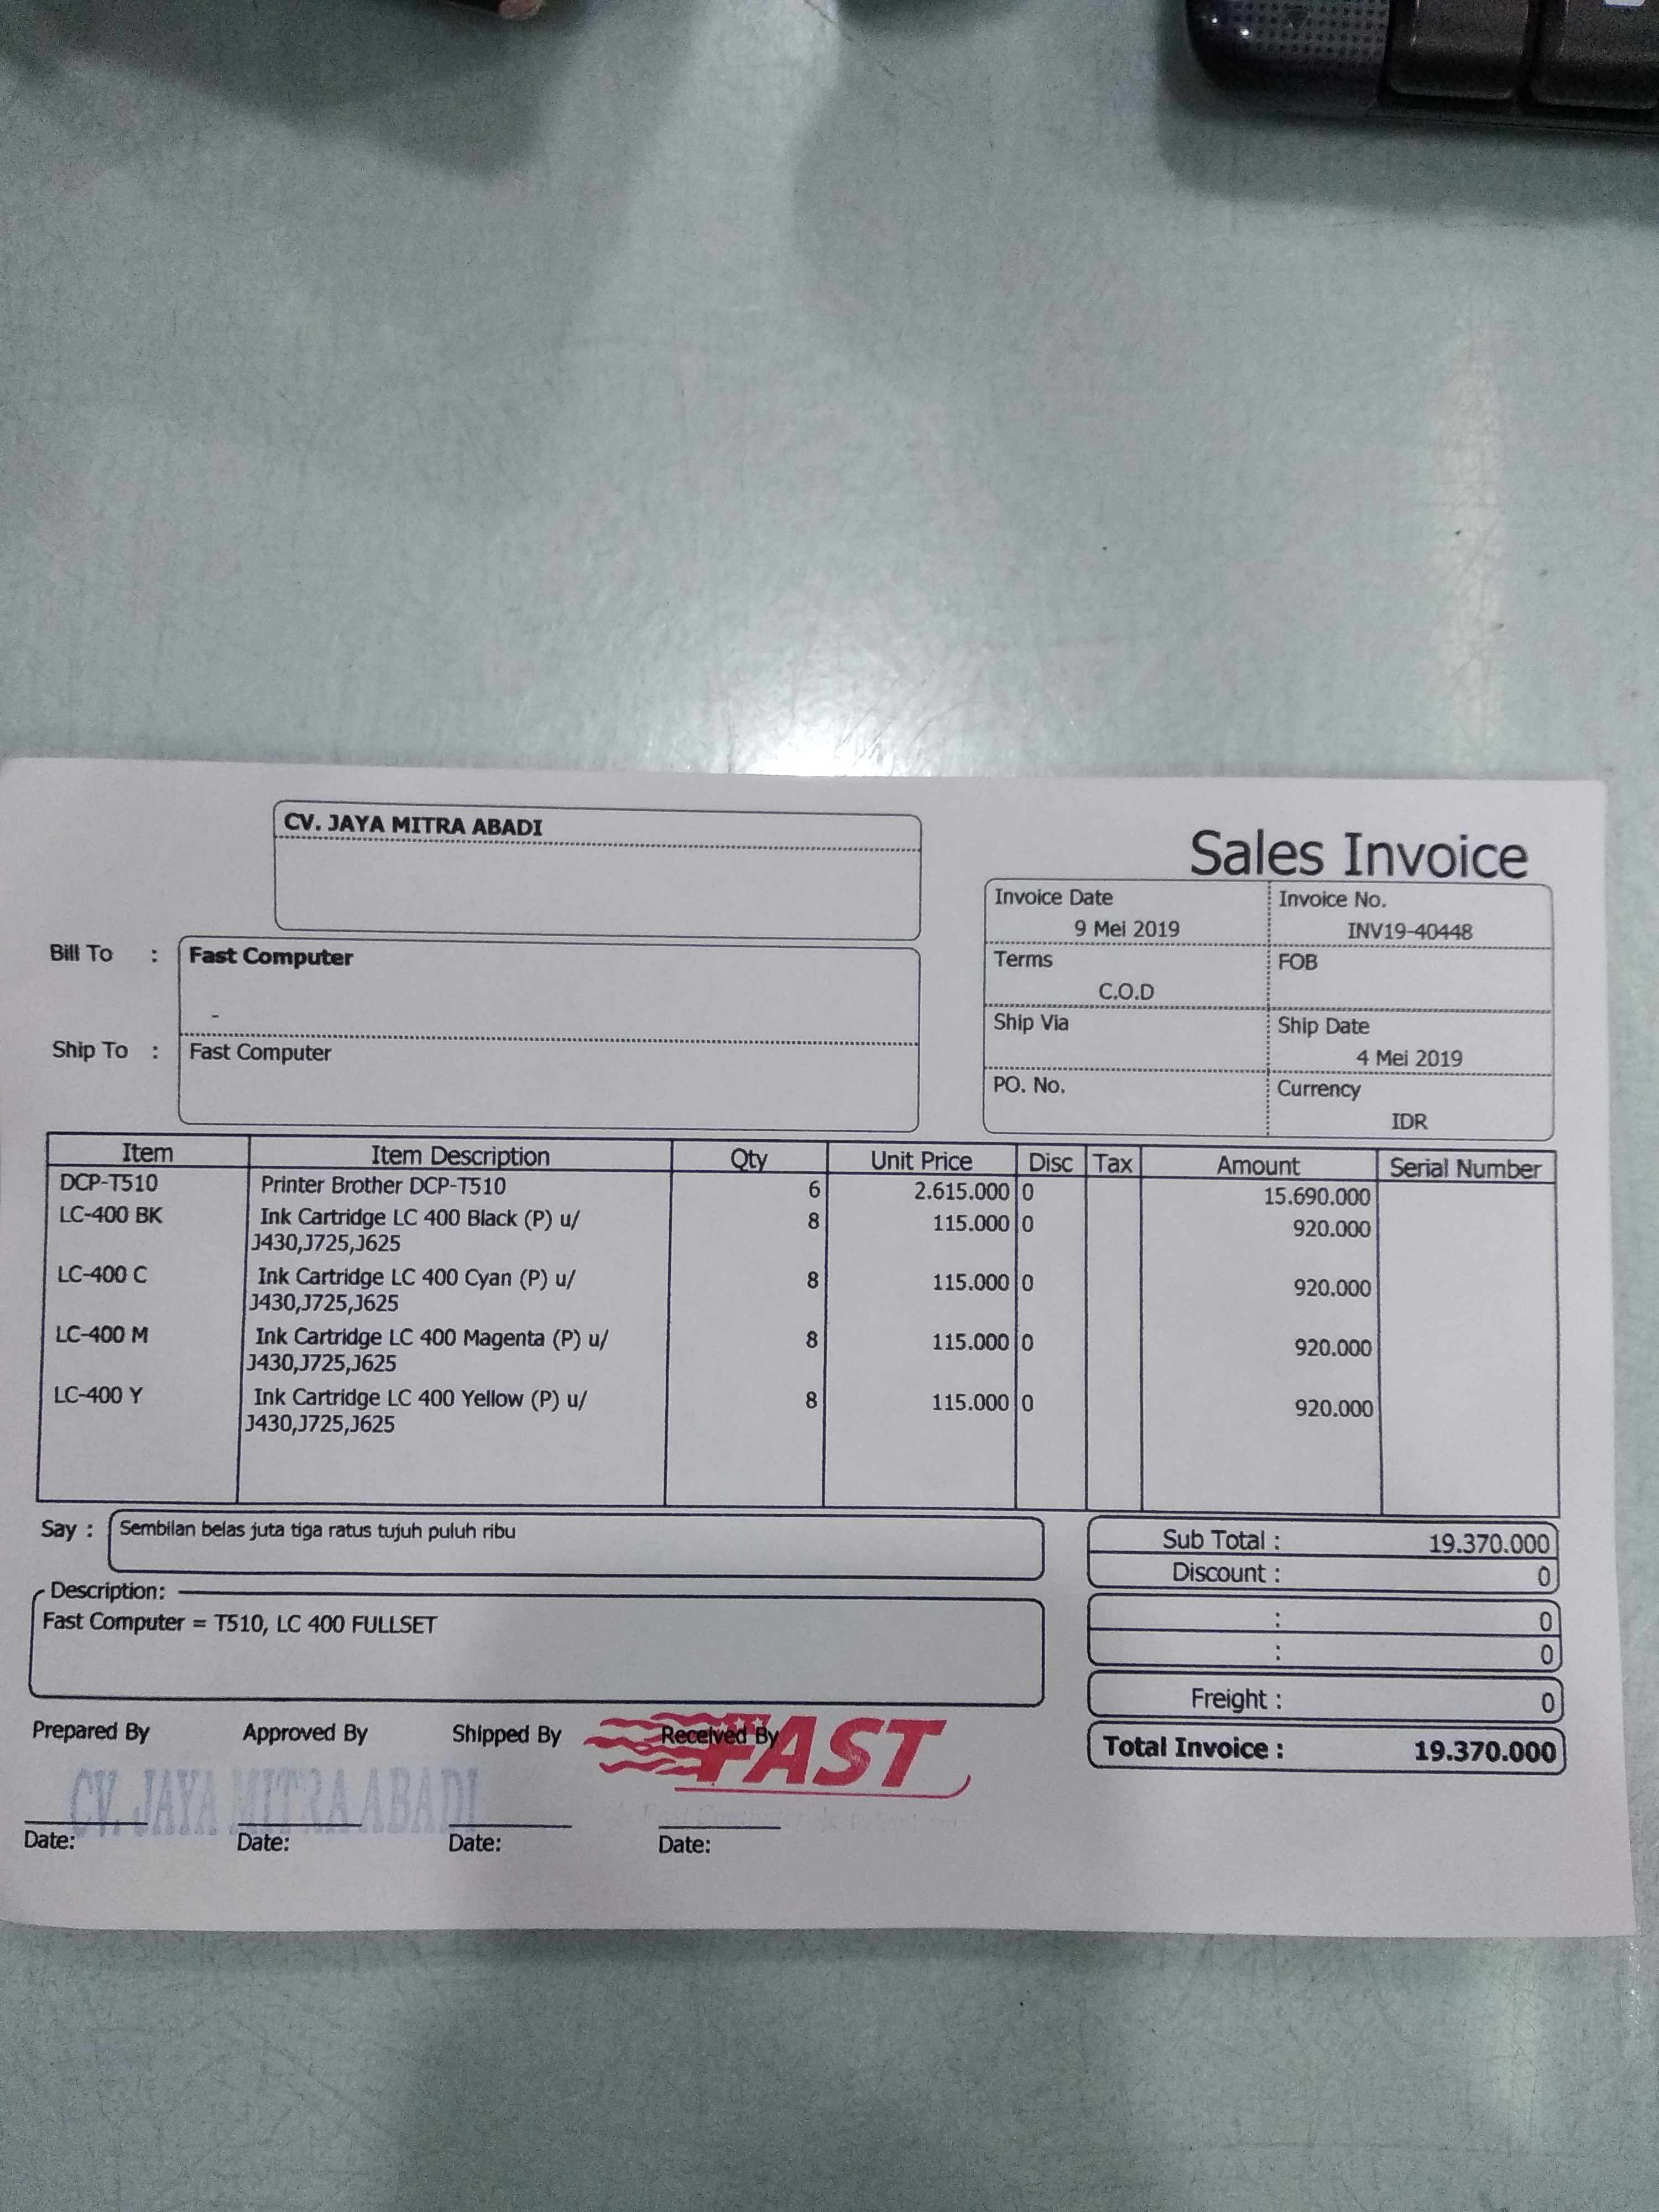 CV. JAYA MITRA ABADI
Sales Invoice
Invoice Date Invoice No.
9 Mei 2019 INV19-40448
Bill To : Fast Computer
-
Terms FOB
C.O.D
Ship Via Ship Date
4 Mei 2019
Ship To : Fast Computer
PO. No. Currency
IDR
Item Item Description Qty Unit Price Disc Tax Amount Serial Number
DCP-T510 Printer Brother DCP-T510 6 2.615.000 0 15.690.000
LC-400 BK Ink Cartridge LC 400 Black (P) u/ 8 115.000 0 920.000
J430,J725,J625
LC-400 C Ink Cartridge LC 400 Cyan (P) u/ 8 115.000 0 920.000
J430,J725,J625
LC-400 M Ink Cartridge LC 400 Magenta (P) u/ 8 115.000 0 920.000
J430,J725,J625
LC-400 Y Ink Cartridge LC 400 Yellow (P) u/ 8 115.000 0 920.000
J430,J725,J625
Say : Sembilan belas juta tiga ratus tujuh puluh ribu
Sub Total : 19.370.000
Discount : 0
Description:
Fast Computer = T510, LC 400 FULLSET
: 0
: 0
Freight : 0
Total Invoice : 19.370.000
Prepared By Approved By Shipped By Received By
FAST
CV. JAYA MITRA ABADI
Date: Date: Date: Date: